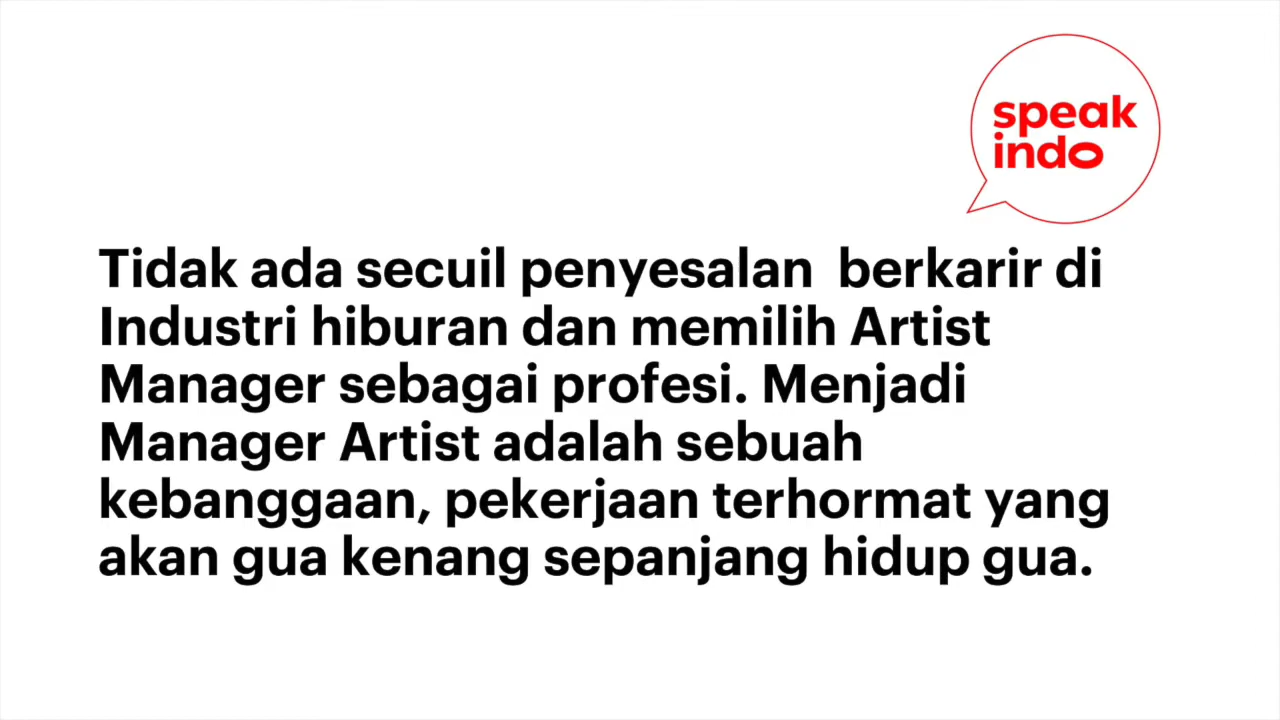 speak
indo
Tidak ada secuil penyesalan  berkarir di
Industri hiburan dan memilih Artist
Manager sebagai profesi. Menjadi
Manager Artist adalah sebuah
kebanggaan, pekerjaan terhormat yang
akan gua kenang sepanjang hidup gua.